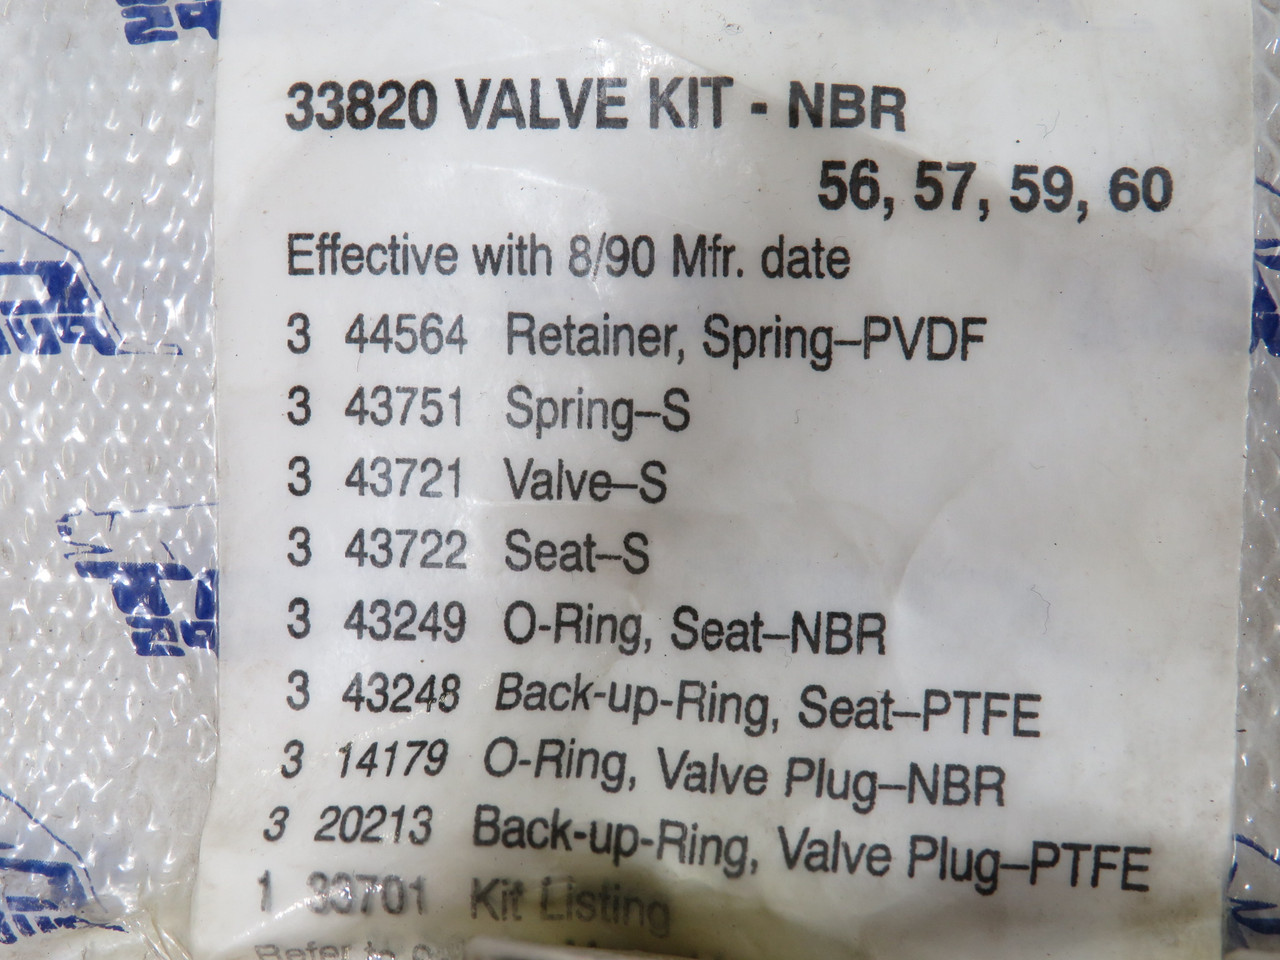 33820 VALVE KIT - NBR
56, 57, 59, 60
Effective with 8/90 Mfr. date
3 44564 Retainer, Spring–PVDF
3 43751 Spring–S
3 43721 Valve–S
3 43722 Seat–S
3 43249 O-Ring, Seat–NBR
3 43248 Back-up-Ring, Seat–PTFE
3 14179 O-Ring, Valve Plug–NBR
3 20213 Back-up-Ring, Valve Plug–PTFE
1 33701 Kit Listing
Refer to